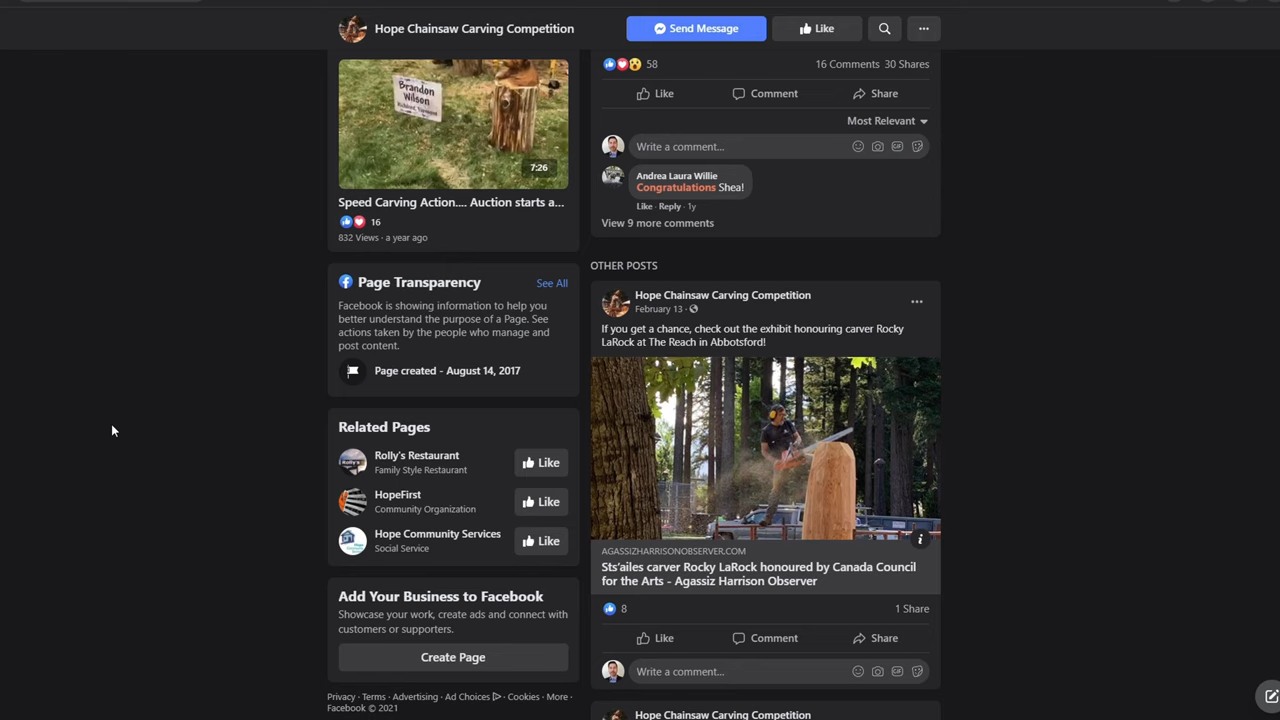 Hope Chainsaw Carving Competition
Send Message
Like
Brandon
Wilson
7:26
Speed Carving Action.... Auction starts a...
16
832 Views · a year ago
Page Transparency
See All
Facebook is showing information to help you
better understand the purpose of a Page. See
actions taken by the people who manage and
post content.
Page created - August 14, 2017
Related Pages
Rolly's Restaurant
Family Style Restaurant
Like
HopeFirst
Community Organization
Like
Hope Community Services
Social Service
Like
Add Your Business to Facebook
Showcase your work, create ads and connect with
customers or supporters.
Create Page
Privacy · Terms · Advertising · Ad Choices · Cookies · More ·
Facebook © 2021
58
16 Comments 30 Shares
Like Comment Share
Most Relevant
Write a comment...
GIF
Andrea Laura Willie
Congratulations Shea!
Like · Reply · 1y
View 9 more comments
OTHER POSTS
Hope Chainsaw Carving Competition
February 13 ·
If you get a chance, check out the exhibit honouring carver Rocky
LaRock at The Reach in Abbotsford!
AGASSIZHARRISONOBSERVER.COM
Sts'ailes carver Rocky LaRock honoured by Canada Council
for the Arts - Agassiz Harrison Observer
8
1 Share
Like Comment Share
Write a comment...
GIF
Hope Chainsaw Carving Competition